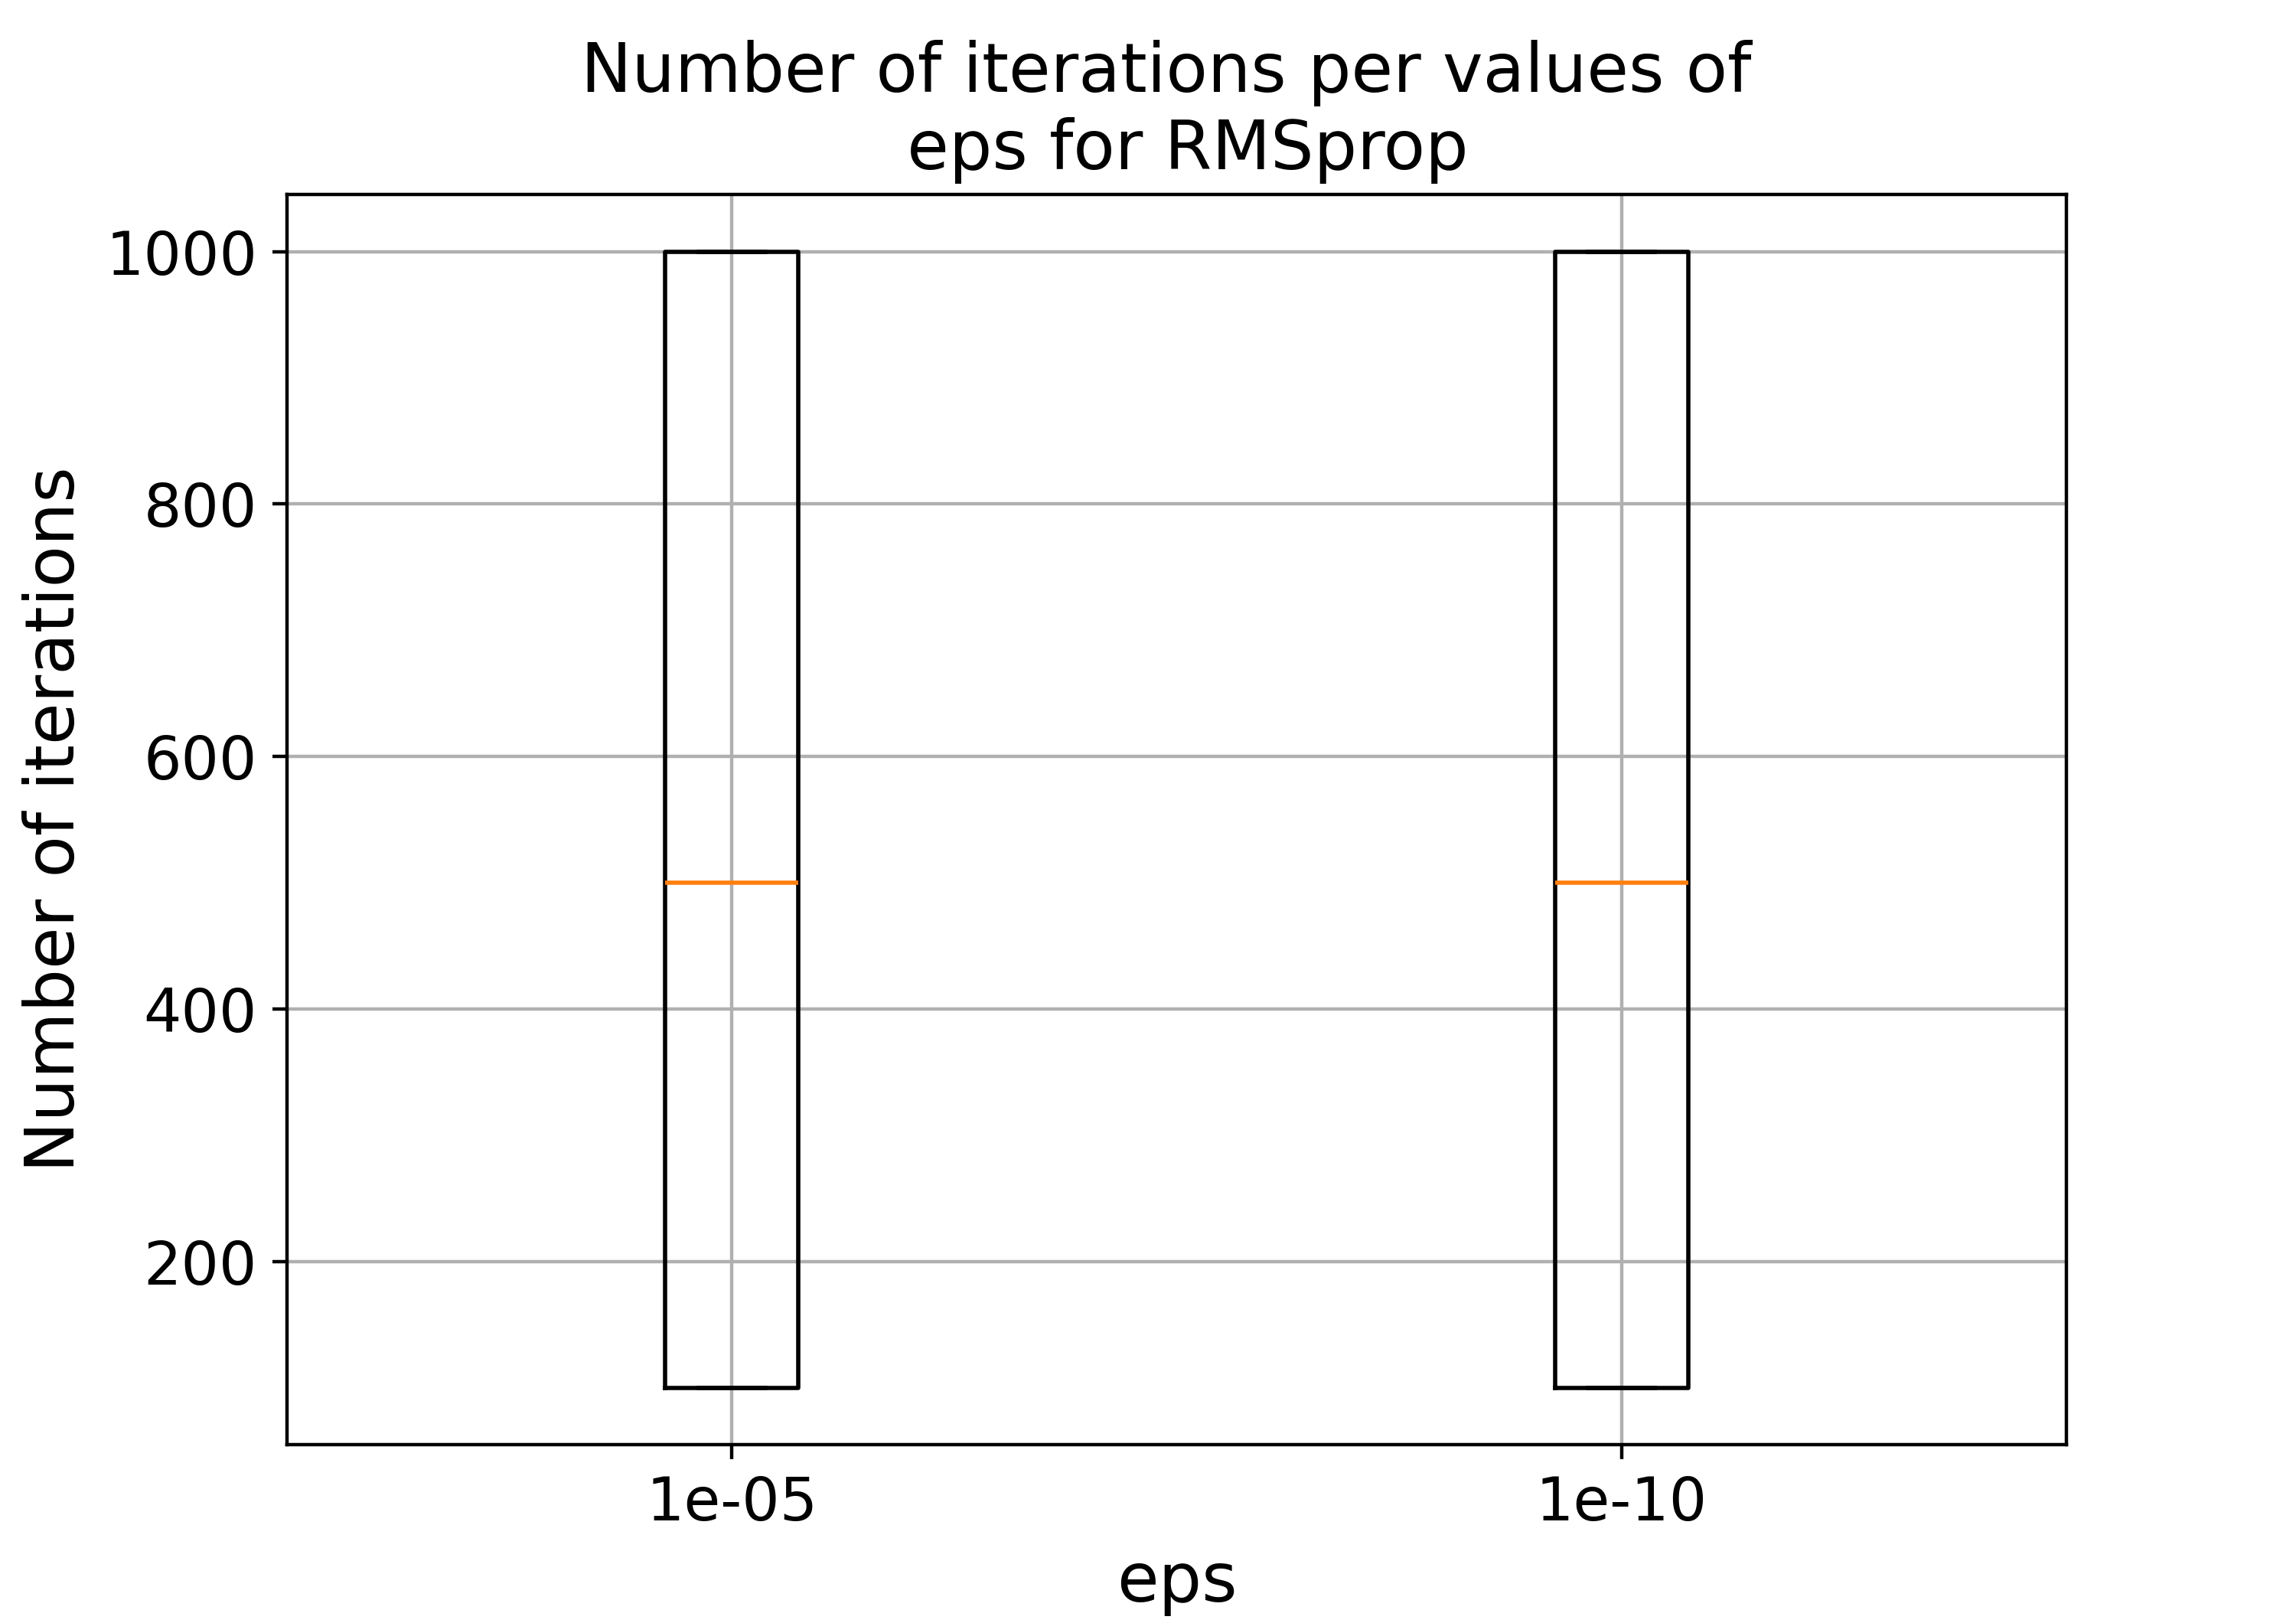 Number of iterations per values of
eps for RMSprop
Number of iterations
1000
800
600
400
200
1e-05
1e-10
eps